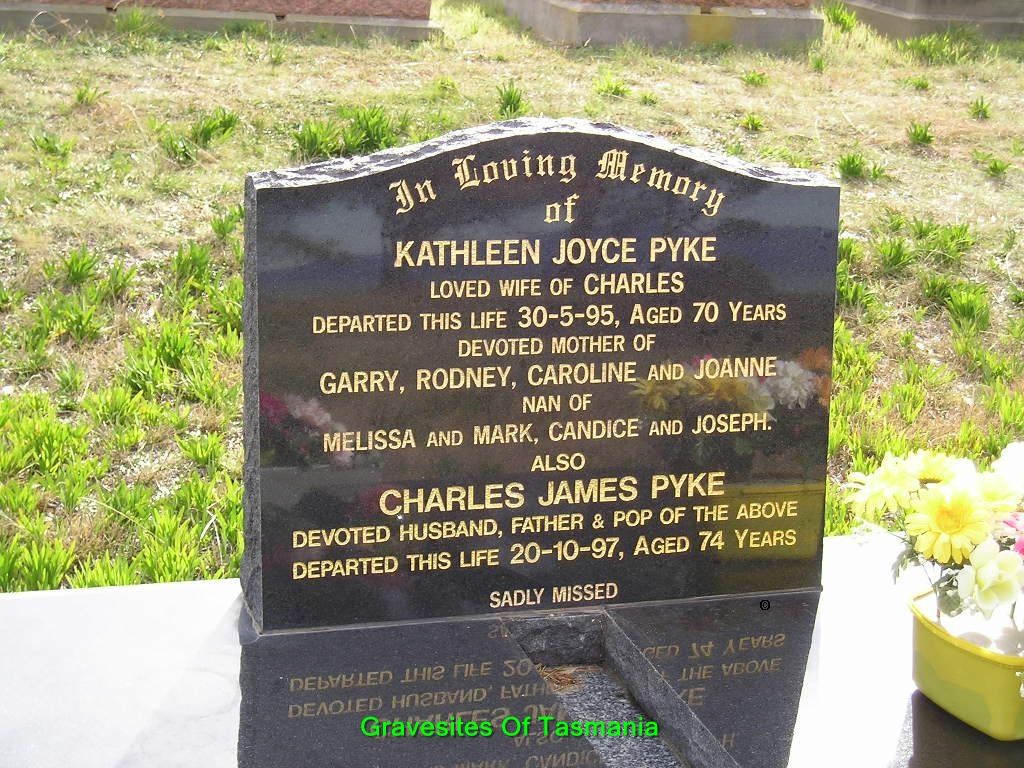 In Loving Memory
of
KATHLEEN JOYCE PYKE
LOVED WIFE OF CHARLES
DEPARTED THIS LIFE 30-5-95, AGED 70 YEARS
DEVOTED MOTHER OF
GARRY, RODNEY, CAROLINE AND JOANNE
NAN OF
MELISSA AND MARK, CANDICE AND JOSEPH.
ALSO
CHARLES JAMES PYKE
DEVOTED HUSBAND, FATHER & POP OF THE ABOVE
DEPARTED THIS LIFE 20-10-97, AGED 74 YEARS
SADLY MISSED
Gravesites Of Tasmania